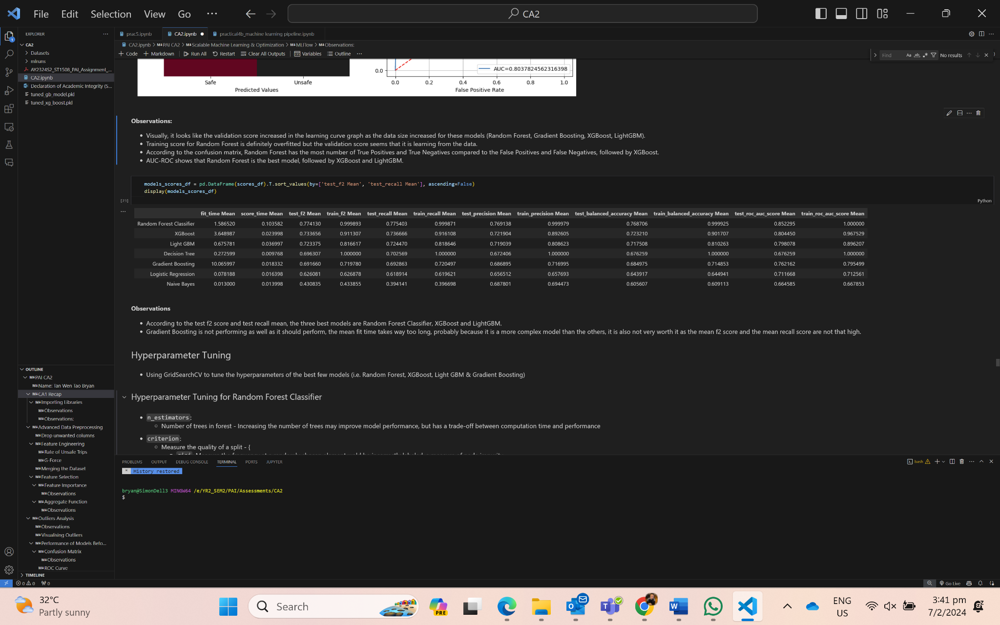 File Edit Selection View Go ···
CA2
EXPLORER
CA2
Datasets
mlruns
AY2324S2_ST1508_PAI_Assignment_...
CA2.ipynb
Declaration of Academic Integrity (S...
tuned_gb_model.pkl
tuned_xg_boost.pkl
OUTLINE
PAI CA2
Name: Tan Wen Tao Bryan
CA1 Recap
Importing Libraries
Observations
Observations:
Advanced Data Preprocessing
Drop unwanted columns
Feature Engineering
Rate of Unsafe Trips
G-Force
Merging the Dataset
Feature Selection
Feature Importance
Observations
Aggregate Function
Observations
Outliers Analysis
Observations
Visualising Outliers
Performance of Models Befo...
Confusion Matrix
Observations
ROC Curve
TIMELINE
prac5.ipynb CA2.ipynb practical4b_machine learning pipeline.ipynb
CA2.ipynb > PAI CA2 > Scalable Machine Learning & Optimization > MLFlow > Observations:
+ Code + Markdown Run All Restart Clear All Outputs Variables Outline ···
Find Aa ab No results
0.0
AUC=0.8037824562316398
Safe Unsafe
Predicted Values
0.0 0.2 0.4 0.6 0.8 1.0
False Positive Rate
Observations:
• Visually, it looks like the validation score increased in the learning curve graph as the data size increased for these models (Random Forest, Gradient Boosting, XGBoost, LightGBM).
• Training score for Random Forest is definitely overfitted but the validation score seems that it is learning from the data.
• According to the confusion matrix, Random Forest has the most number of True Positives and True Negatives compared to the False Positives and False Negatives, followed by XGBoost.
• AUC-ROC shows that Random Forest is the best model, followed by XGBoost and LightGBM.
models_scores_df = pd.DataFrame(scores_df).T.sort_values(by=['test_f2 Mean', 'test_recall Mean'], ascending=False)
display(models_scores_df)
[23]
Python
fit_time Mean score_time Mean test_f2 Mean train_f2 Mean test_recall Mean train_recall Mean test_precision Mean train_precision Mean test_balanced_accuracy Mean train_balanced_accuracy Mean test_roc_auc_score Mean train_roc_auc_score Mean
Random Forest Classifier 1.586520 0.103582 0.774130 0.999893 0.775403 0.999871 0.769138 0.999979 0.768706 0.999925 0.852295 1.000000
XGBoost 3.648987 0.023998 0.733656 0.911307 0.736666 0.916108 0.721904 0.892605 0.723210 0.901707 0.804450 0.967529
Light GBM 0.675781 0.036997 0.723375 0.816617 0.724470 0.818646 0.719039 0.808623 0.717508 0.810263 0.798078 0.896207
Decision Tree 0.272599 0.009768 0.696307 1.000000 0.702569 1.000000 0.672406 1.000000 0.676259 1.000000 0.676259 1.000000
Gradient Boosting 10.065997 0.018332 0.691660 0.719780 0.692863 0.720497 0.686895 0.716995 0.684975 0.714853 0.762162 0.795499
Logistic Regression 0.078188 0.016398 0.626081 0.626878 0.618914 0.619621 0.656512 0.657693 0.643917 0.644941 0.711668 0.712561
Naive Bayes 0.013000 0.013998 0.430835 0.433855 0.394141 0.396698 0.687801 0.694473 0.605607 0.609113 0.664585 0.667853
Observations
• According to the test f2 score and test recall mean, the three best models are Random Forest Classifier, XGBoost and LightGBM.
• Gradient Boosting is not performing as well as it should perform, the mean fit time takes way too long, probably because it is a more complex model than the others, it is also not very worth it as the mean f2 score and the mean recall score are not that high.
Hyperparameter Tuning
• Using GridSearchCV to tune the hyperparameters of the best few models (i.e. Random Forest, XGBoost, Light GBM & Gradient Boosting)
Hyperparameter Tuning for Random Forest Classifier
• n_estimators:
Number of trees in forest - Increasing the number of trees may improve model performance, but has a trade-off between computation time and performance
• criterion:
Measure the quality of a split - {
PROBLEMS OUTPUT DEBUG CONSOLE TERMINAL PORTS JUPYTER
bash
* History restored
bryan@SimonDell3 MINGW64 /e/YR2_SEM2/PAI/Assessments/CA2
$
0 0 0
Go Live
32°C
Partly sunny
Search
PRE
ENG
US
3:41 pm
7/2/2024